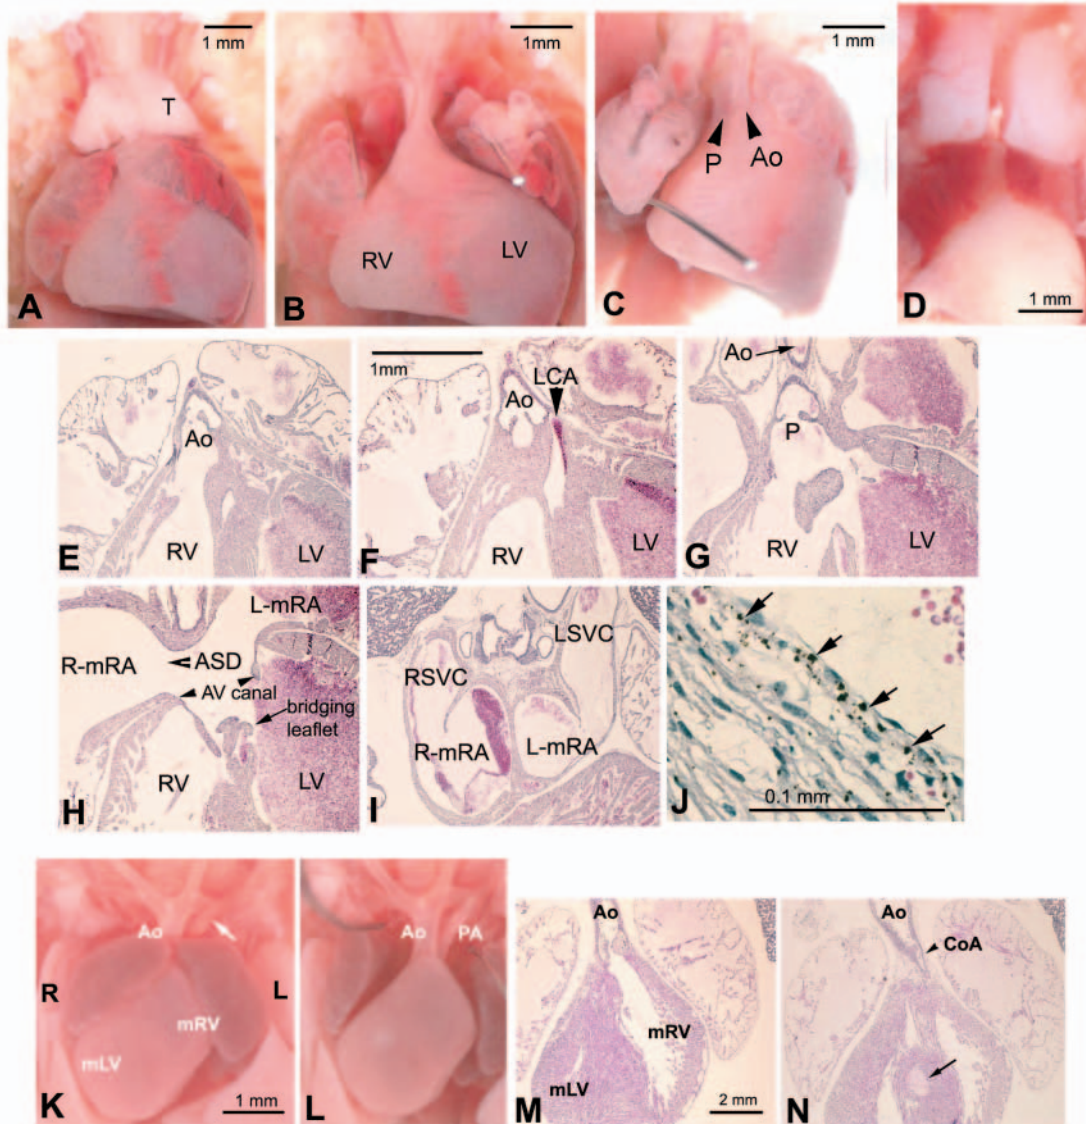 1 mm
T
A
1mm
RV
LV
B
1 mm
P
Ao
C
1 mm
D
Ao
RV
LV
E
1mm
LCA
Ao
RV
LV
F
Ao
P
RV
LV
G
L-mRA
R-mRA
ASD
AV canal
bridging
leaflet
RV
LV
H
LSVC
RSVC
R-mRA
L-mRA
I
0.1 mm
J
Ao
R
L
mRV
mLV
K
1 mm
Ao
PA
L
Ao
mRV
mLV
M
2 mm
Ao
CoA
N